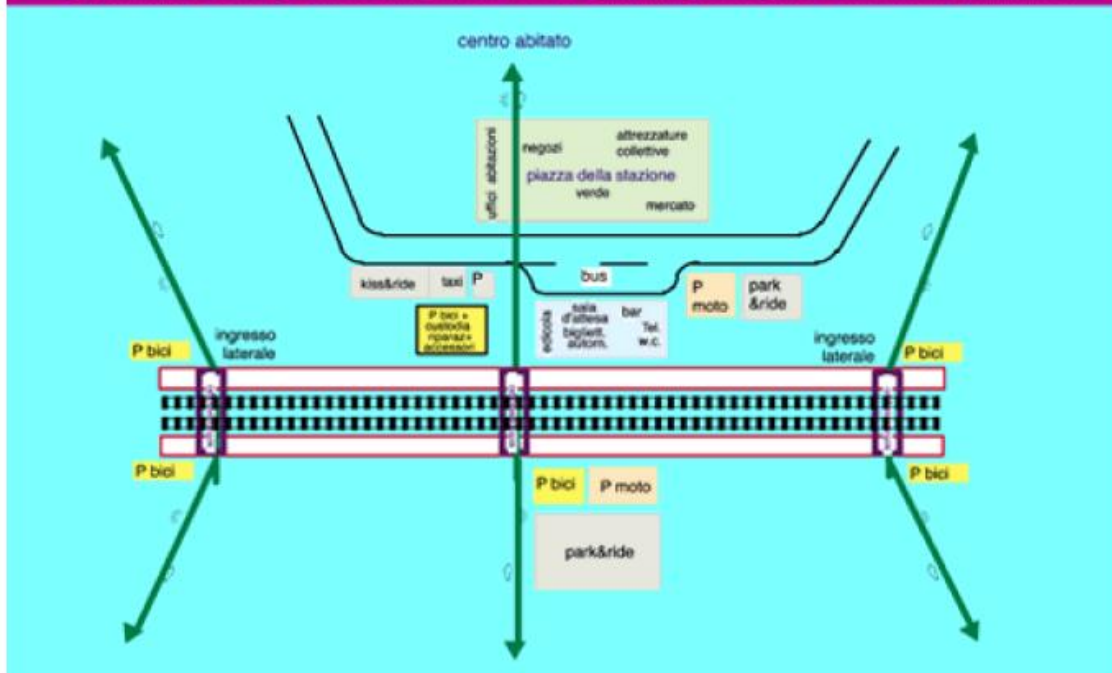 centro abitato
uffici abitazioni
negozi
attrezzature
collettive
piazza della stazione
verde
mercato
kiss&ride
taxi
P
bus
P
moto
park
&ride
P bici +
custodia
riparaz+
accessori
edicola
sala
d'attesa
bigliett.
autom.
bar
Tel.
w.c.
ingresso
laterale
ingresso
laterale
P bici
P bici
P bici
P bici
P bici
P moto
park&ride